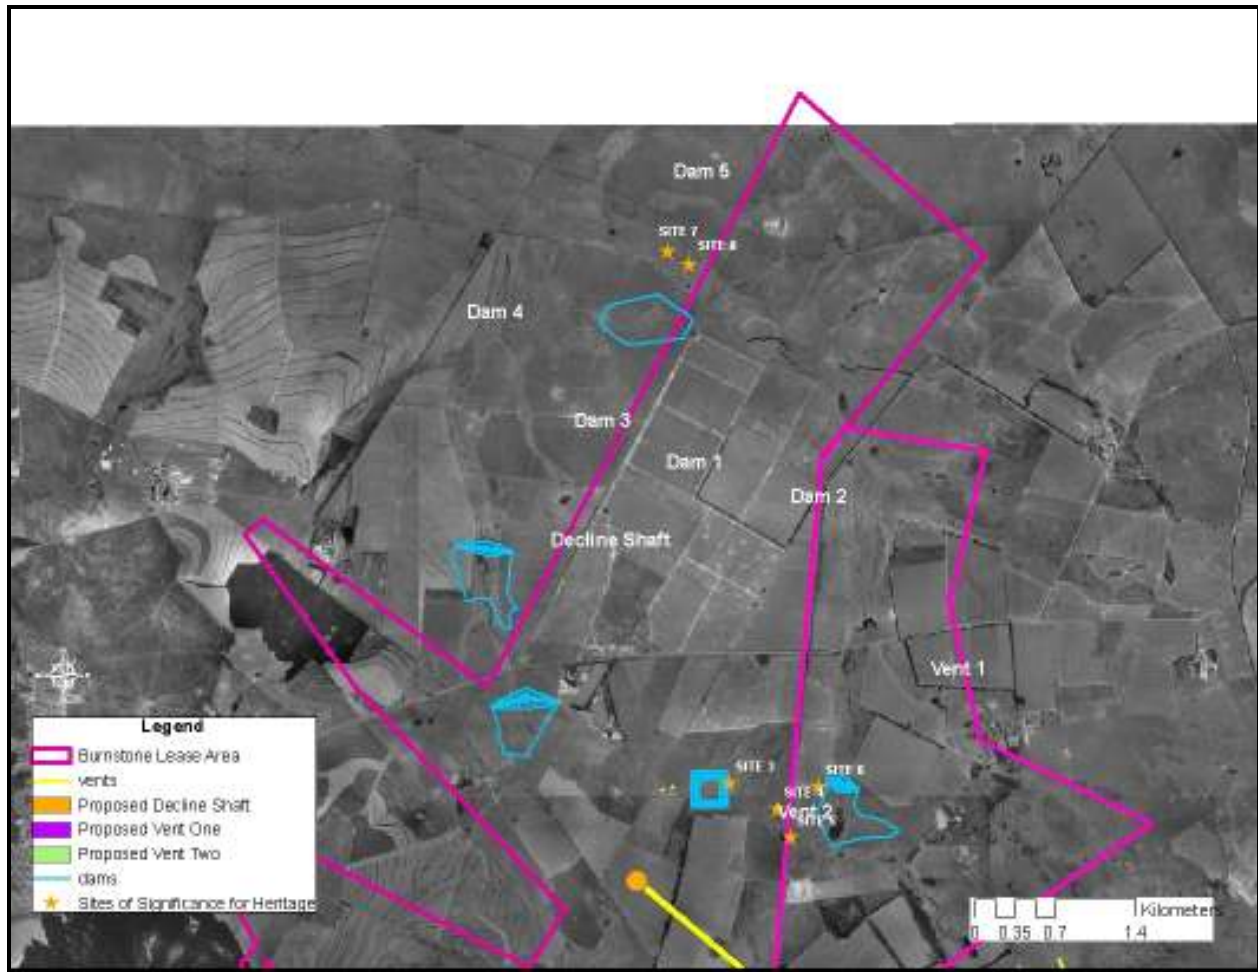 Dam 5
SITE 7
SITE 8
Dam 4
Dam 3
Dam 1
Dam 2
Decline Shaft
Vent 1
SITE 3
SITE 6
Vent 2
Legend
Burnstone Lease Area
vents
Proposed Decline Shaft
Proposed Vent One
Proposed Vent Two
dams
Sites of Significance for Heritage
Kilometers
0 0.35 0.7 1.4